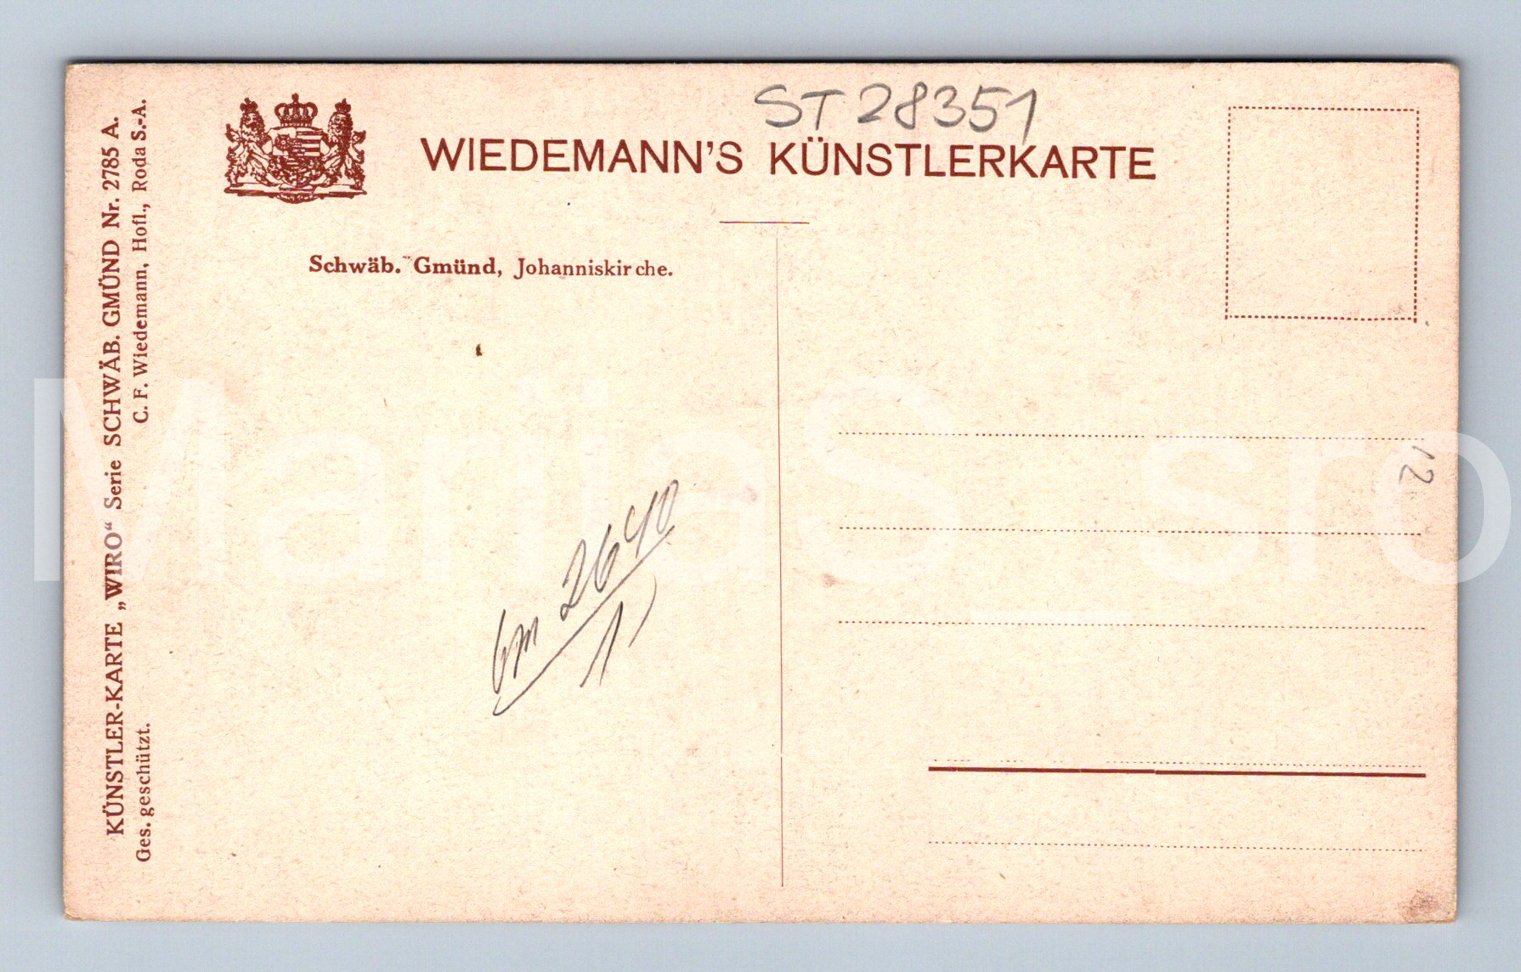 ST 28351
WIEDEMANN'S KÜNSTLERKARTE
Schwäb. Gmünd, Johanniskirche.
KÜNSTLER-KARTE „WIRO“ Serie SCHWÄB. GMÜND Nr. 2785 A.
Ges. geschützt. C. F. Wiedemann, Hofl., Roda S.-A.
2640
12
MarijaS_sro